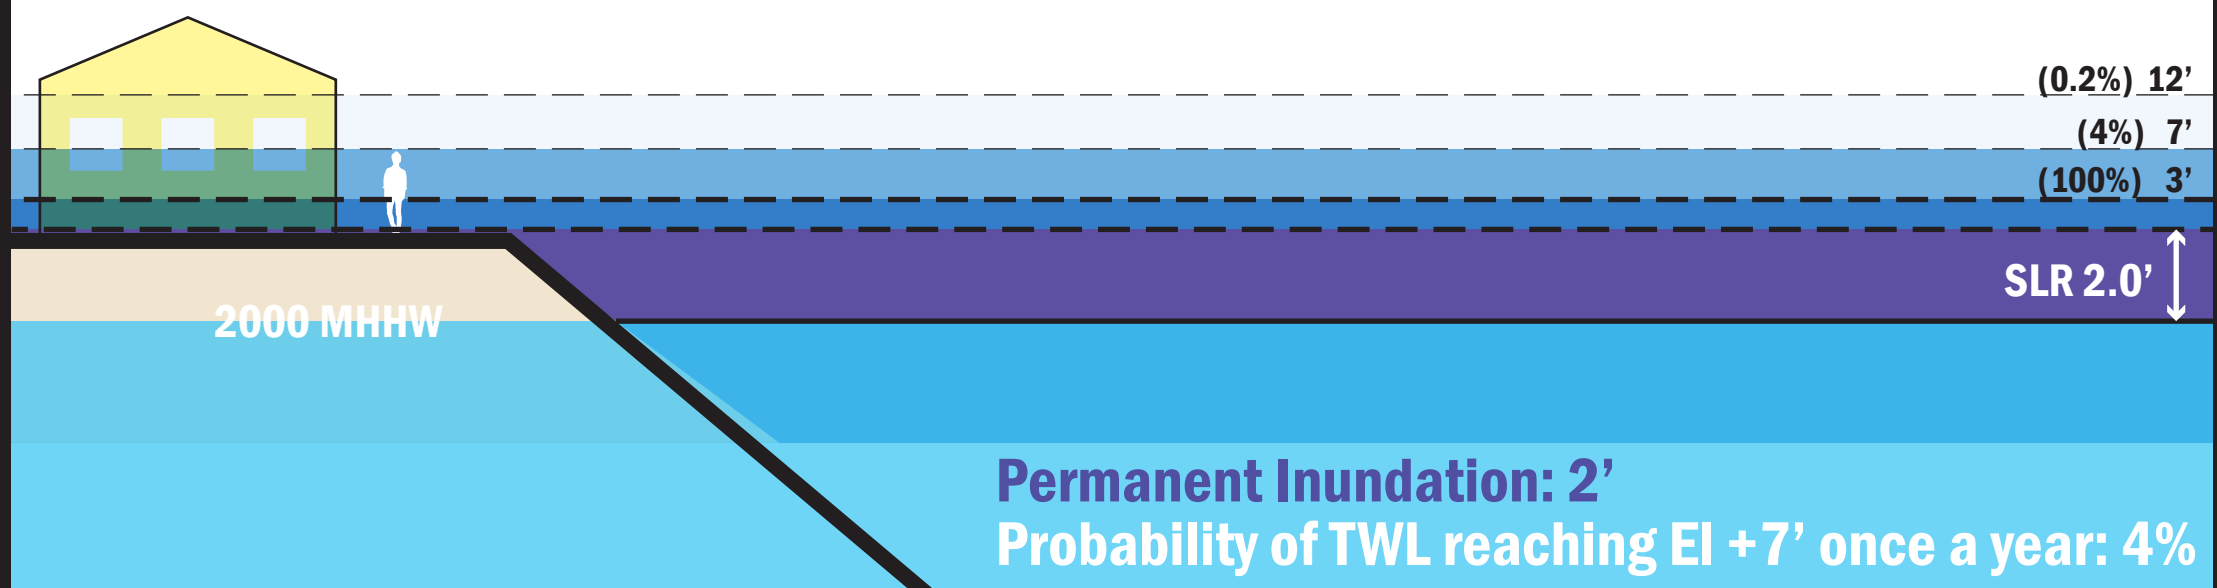 (0.2%) 12’
(4%) 7’
(100%) 3’
SLR 2.0’
2000 MHHW
Permanent Inundation: 2’
Probability of TWL reaching El +7’ once a year: 4%